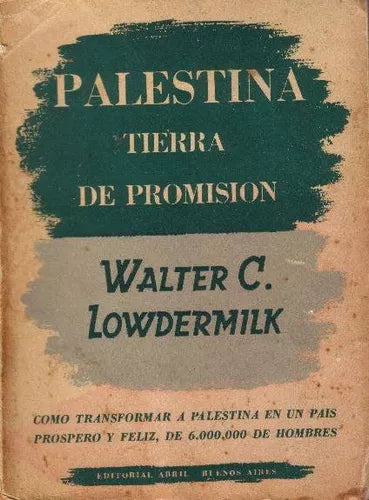 PALESTINA
TIERRA
DE PROMISION
WALTER C.
LOWDERMILK
COMO TRANSFORMAR A PALESTINA EN UN PAIS
PROSPERO Y FELIZ, DE 6.000,000 DE HOMBRES
EDITORIAL ABRIL BUENOS AIRES